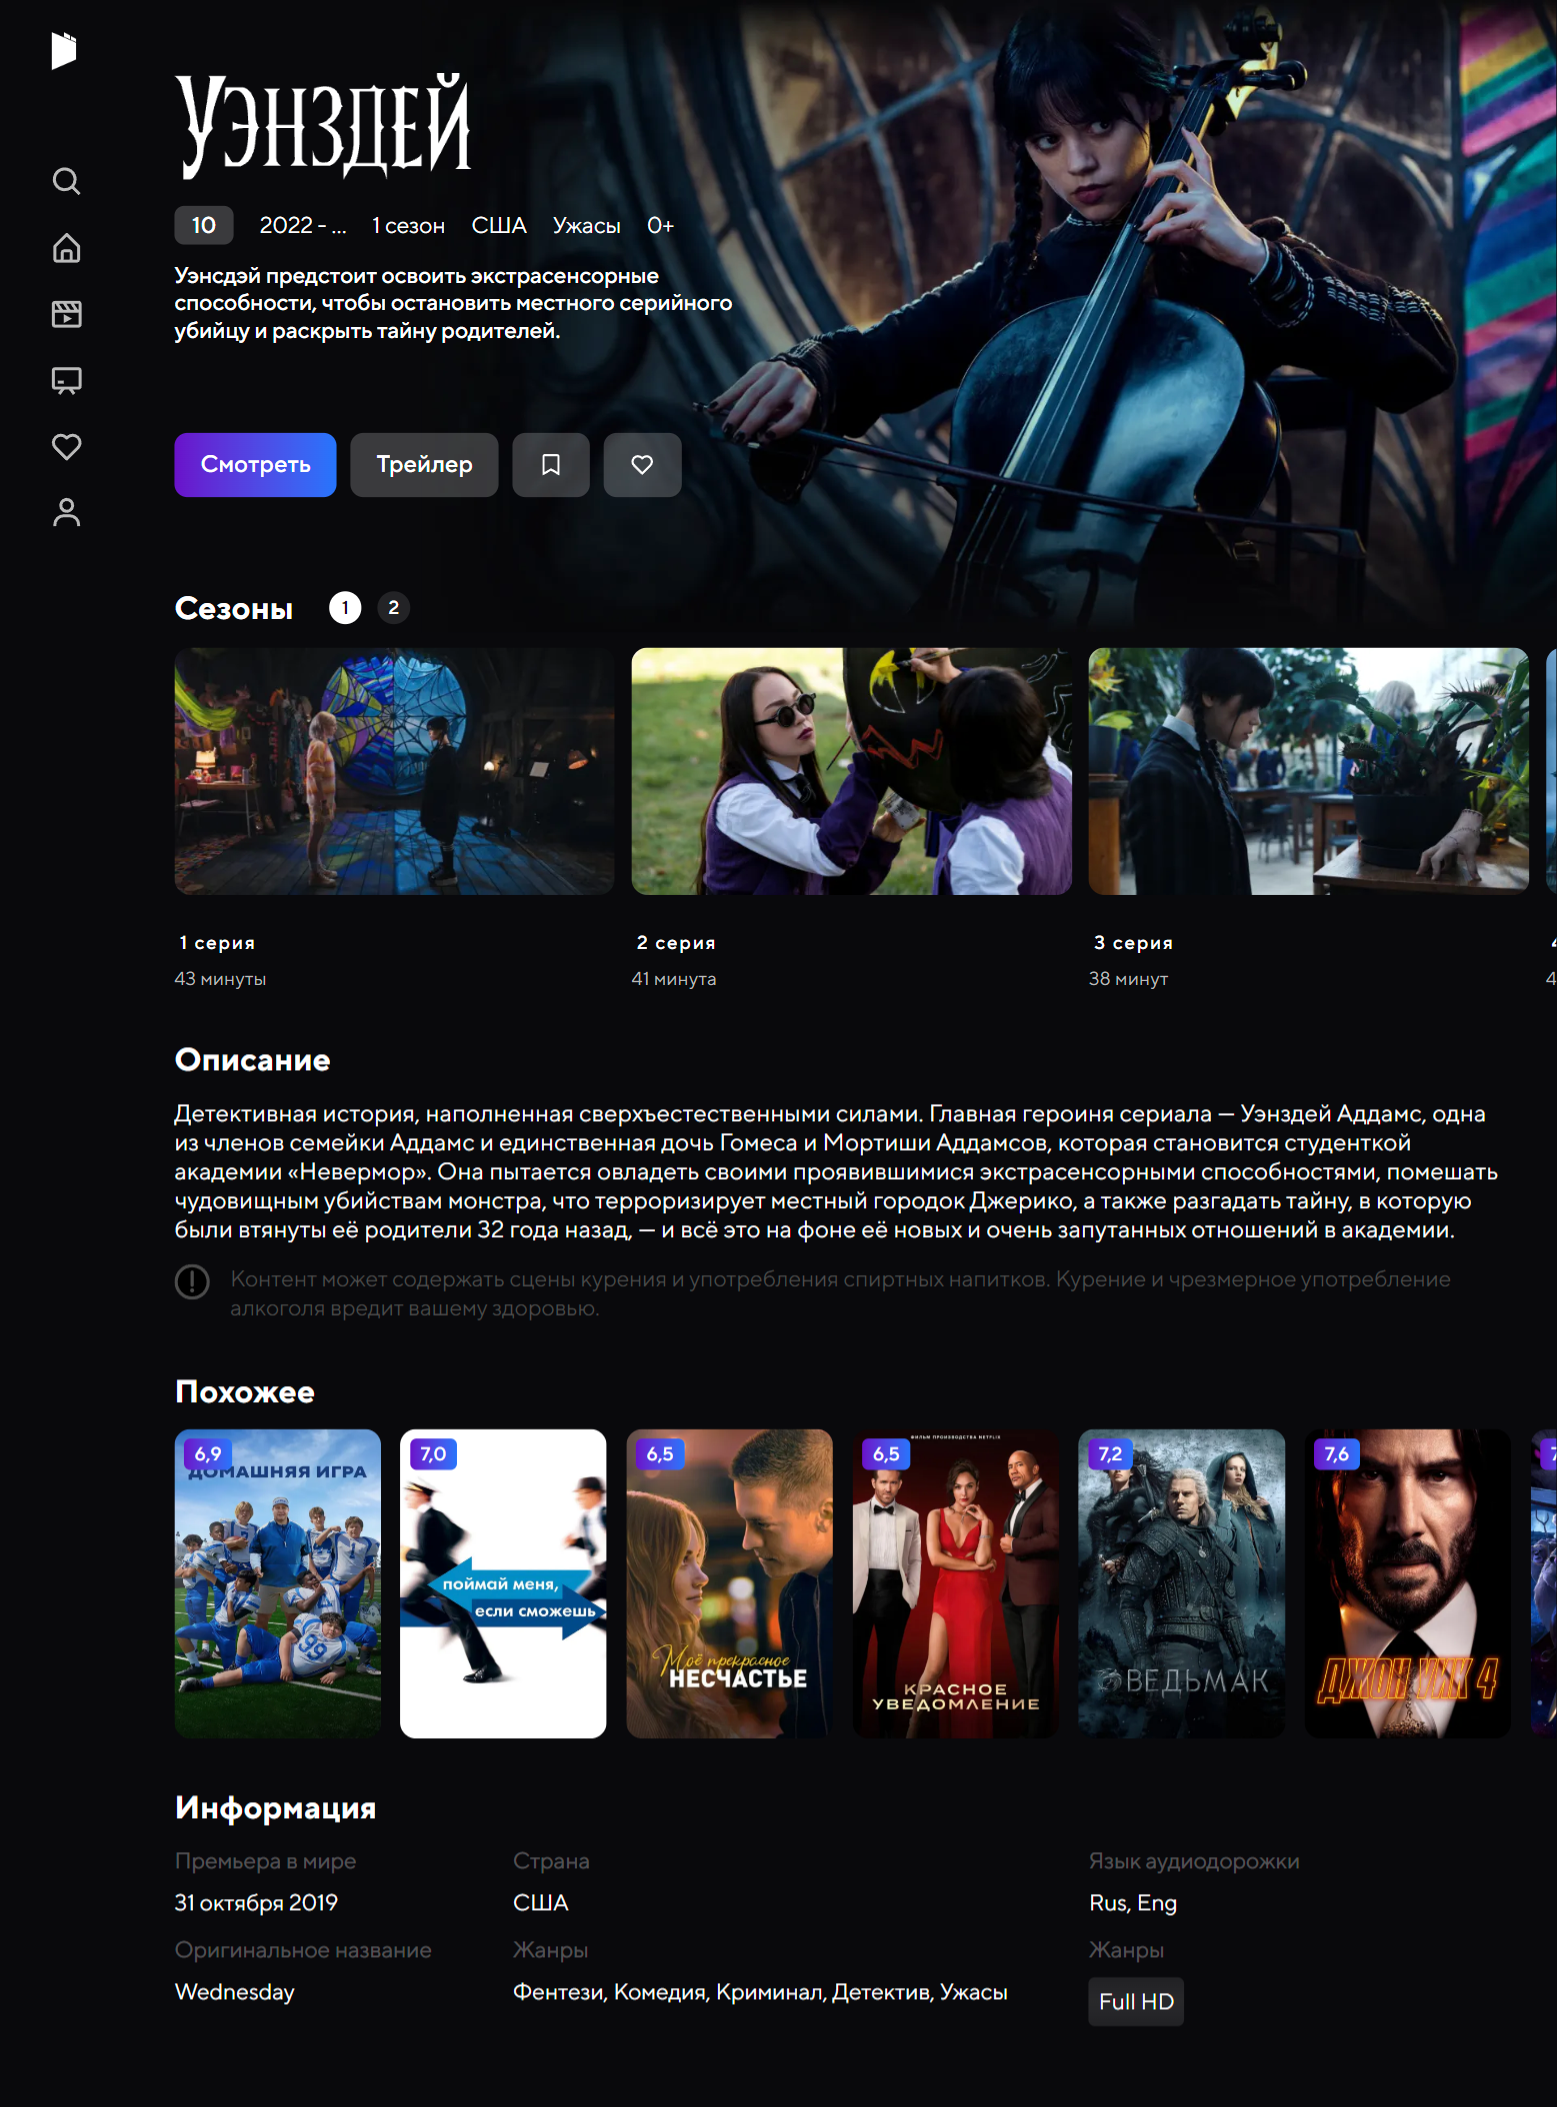 Уэнздей
10 2022 - ... 1 сезон США Ужасы 0+
Уэнсдэй предстоит освоить экстрасенсорные
способности, чтобы остановить местного серийного
убийцу и раскрыть тайну родителей.
Смотреть Трейлер
Сезоны 1 2
1 серия
43 минуты
2 серия
41 минута
3 серия
38 минут
Описание
Детективная история, наполненная сверхъестественными силами. Главная героиня сериала — Уэнздей Аддамс, одна
из членов семейки Аддамс и единственная дочь Гомеса и Мортиши Аддамсов, которая становится студенткой
академии «Невермор». Она пытается овладеть своими проявившимися экстрасенсорными способностями, помешать
чудовищным убийствам монстра, что терроризирует местный городок Джерико, а также разгадать тайну, в которую
были втянуты её родители 32 года назад, — и всё это на фоне её новых и очень запутанных отношений в академии.
Контент может содержать сцены курения и употребления спиртных напитков. Курение и чрезмерное употребление
алкоголя вредит вашему здоровью.
Похожее
6,9
ДОМАШНЯЯ ИГРА
99
7,0
поймай меня,
если сможешь
6,5
Моё прекрасное
НЕСЧАСТЬЕ
ФИЛЬМ ПРОИЗВОДСТВА NETFLIX
6,5
КРАСНОЕ
УВЕДОМЛЕНИЕ
7,2
ВЕДЬМАК
7,6
ДЖОН УИК 4
Информация
Премьера в мире
31 октября 2019
Страна
США
Язык аудиодорожки
Rus, Eng
Оригинальное название
Wednesday
Жанры
Фентези, Комедия, Криминал, Детектив, Ужасы
Жанры
Full HD